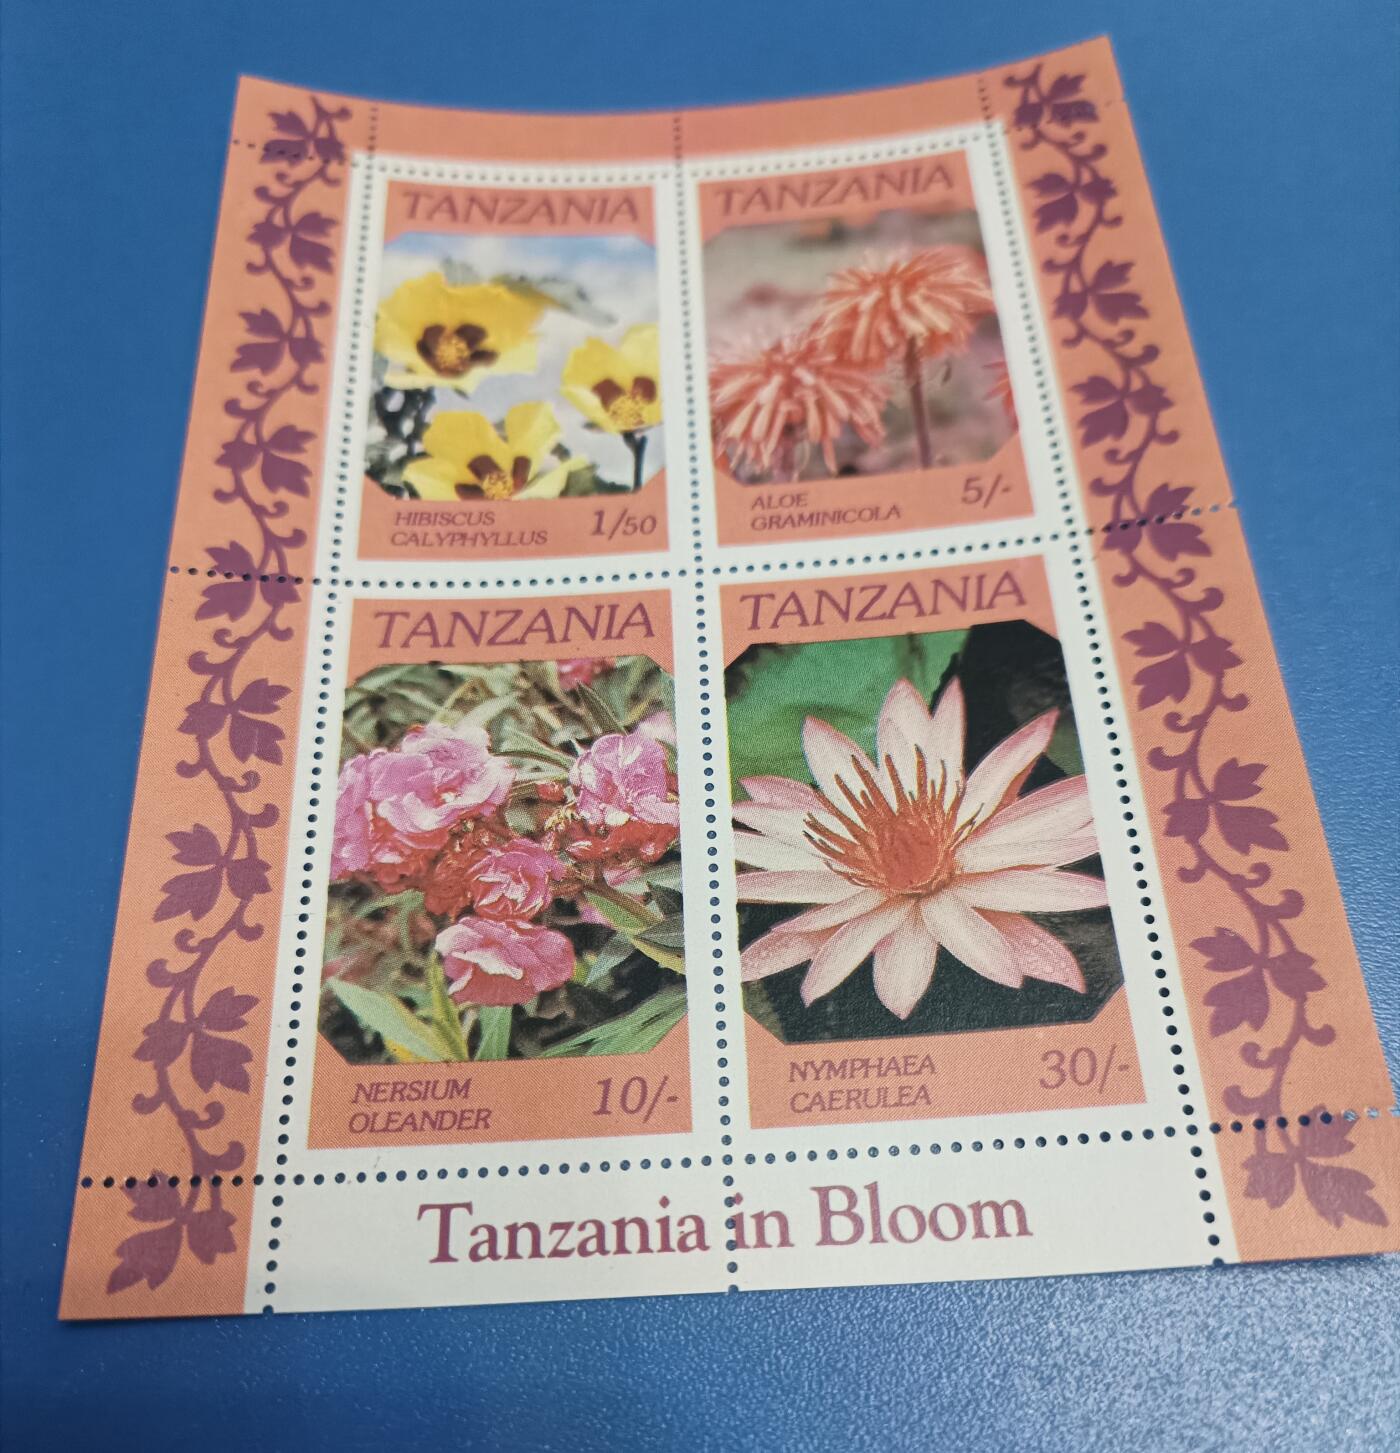 TANZANIA
HIBISCUS
CALYPHYLLUS
1/50
TANZANIA
ALOE
GRAMINICOLA
5/-
TANZANIA
NERSIUM
OLEANDER
10/-
TANZANIA
NYMPHAEA
CAERULEA
30/-
Tanzania in Bloom